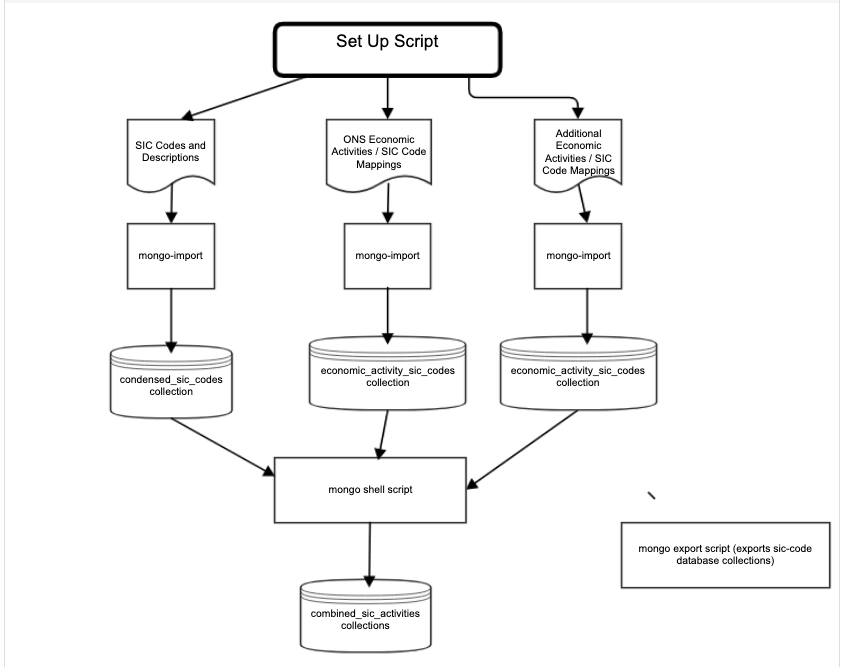 Set Up Script
SIC Codes and
Descriptions
ONS Economic
Activities / SIC Code
Mappings
Additional
Economic
Activities / SIC
Code Mappings
mongo-import
mongo-import
mongo-import
condensed_sic_codes
collection
economic_activity_sic_codes
collection
economic_activity_sic_codes
collection
mongo shell script
mongo export script (exports sic-code
database collections)
combined_sic_activities
collections